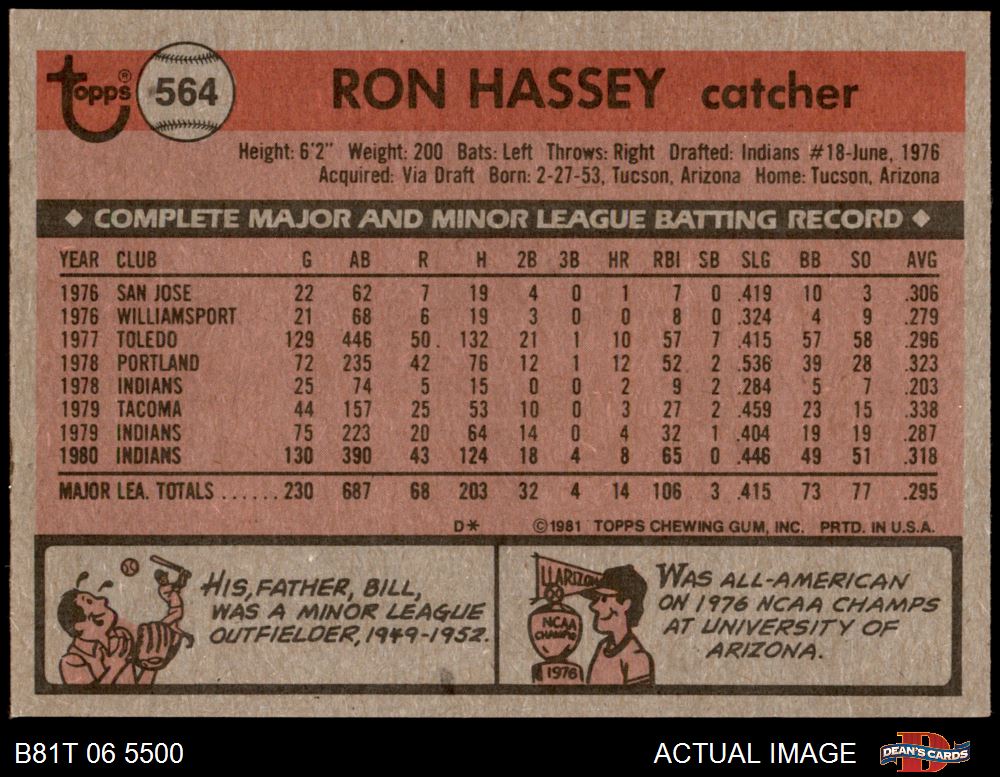 topps® 564 RON HASSEY catcher
Height: 6'2" Weight: 200 Bats: Left Throws: Right Drafted: Indians #18-June, 1976
Acquired: Via Draft Born: 2-27-53, Tucson, Arizona Home: Tucson, Arizona
◆ COMPLETE MAJOR AND MINOR LEAGUE BATTING RECORD ◆
YEAR CLUB G AB R H 2B 3B HR RBI SB SLG BB SO AVG
1976 SAN JOSE 22 62 7 19 4 0 1 7 0 .419 10 3 .306
1976 WILLIAMSPORT 21 68 6 19 3 0 0 8 0 .324 4 9 .279
1977 TOLEDO 129 446 50. 132 21 1 10 57 7 .415 57 58 .296
1978 PORTLAND 72 235 42 76 12 1 12 52 2 .536 39 28 .323
1978 INDIANS 25 74 5 15 0 0 2 9 2 .284 5 7 .203
1979 TACOMA 44 157 25 53 10 0 3 27 2 .459 23 15 .338
1979 INDIANS 75 223 20 64 14 0 4 32 1 .404 19 19 .287
1980 INDIANS 130 390 43 124 18 4 8 65 0 .446 49 51 .318
MAJOR LEA. TOTALS ......230 687 68 203 32 4 14 106 3 .415 73 77 .295
D* ©1981 TOPPS CHEWING GUM, INC. PRTD. IN U.S.A.
HIS, FATHER, BILL,
WAS A MINOR LEAGUE
OUTFIELDER, 1949-1952.
U. ARIZONA
NCAA
CHAMPS
1976
WAS ALL-AMERICAN
ON 1976 NCAA CHAMPS
AT UNIVERSITY OF
ARIZONA.
B81T 06 5500 ACTUAL IMAGE DEAN'S CARDS